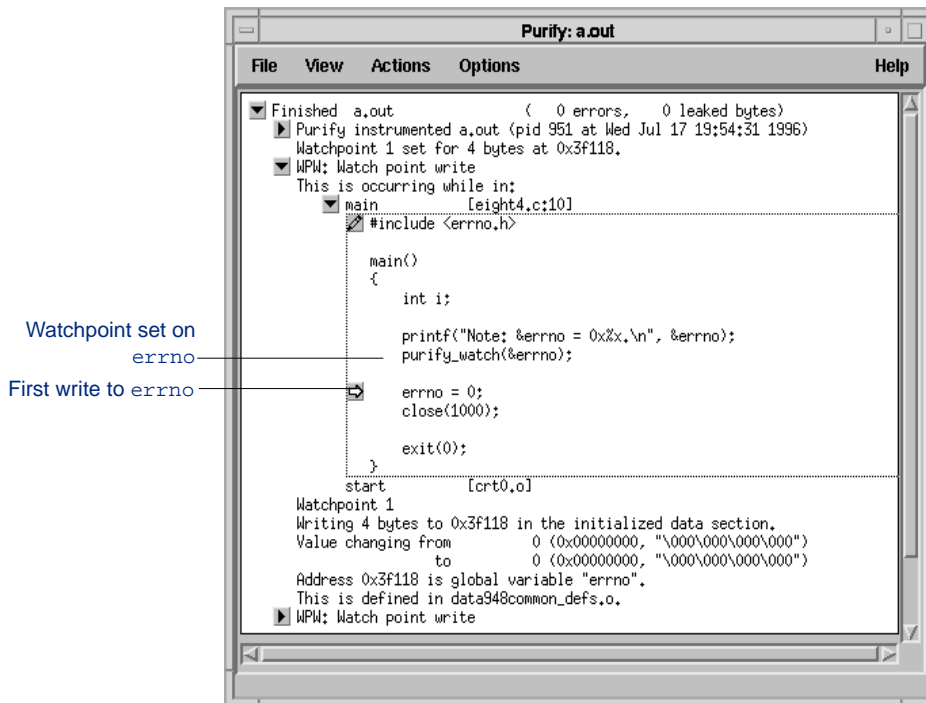 Purify: a.out
File View Actions Options Help
Finished a.out ( 0 errors, 0 leaked bytes)
Purify instrumented a.out (pid 951 at Wed Jul 17 19:54:31 1996)
Watchpoint 1 set for 4 bytes at 0x3f118.
WPW: Watch point write
This is occurring while in:
main [eight4.c:10]
#include <errno.h>
main()
{
int i;
printf("Note: &errno = 0x%x.\n", &errno);
purify_watch(&errno);
errno = 0;
close(1000);
exit(0);
}
start [crt0.o]
Watchpoint 1
Writing 4 bytes to 0x3f118 in the initialized data section.
Value changing from 0 (0x00000000, "\000\000\000\000")
to 0 (0x00000000, "\000\000\000\000")
Address 0x3f118 is global variable "errno".
This is defined in data948common_defs.o.
WPW: Watch point write
Watchpoint set on
errno
First write to errno